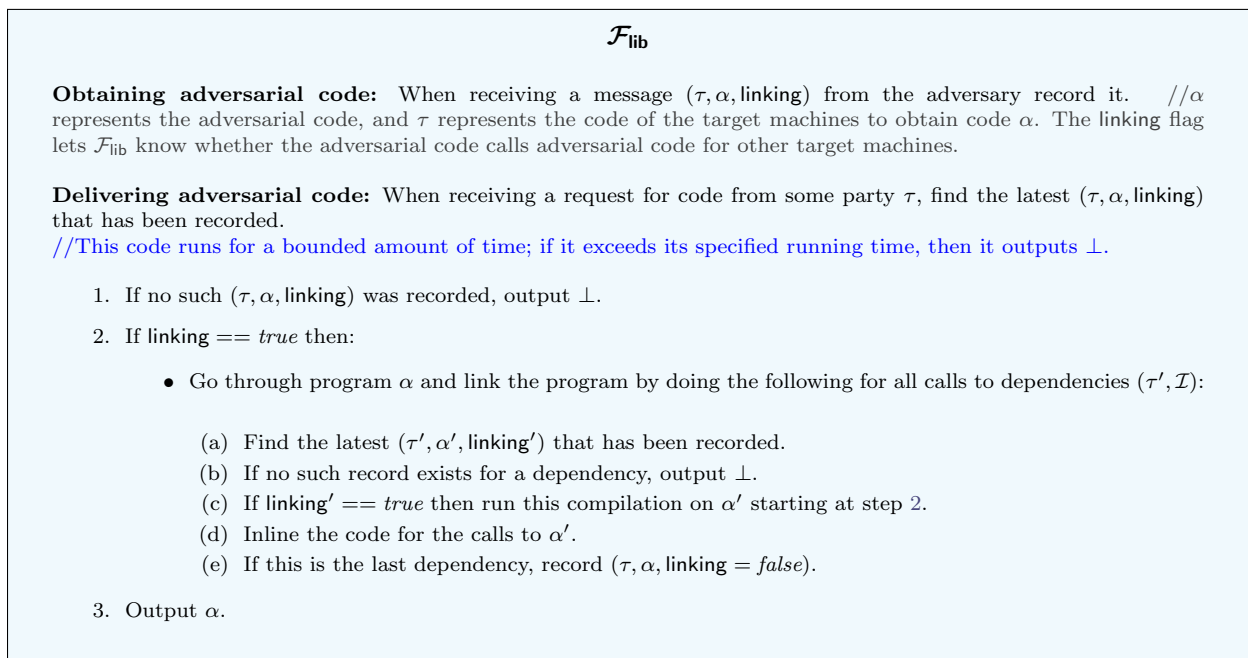 𝓕lib
Obtaining adversarial code: When receiving a message (τ, α, linking) from the adversary record it. //α
represents the adversarial code, and τ represents the code of the target machines to obtain code α. The linking flag
lets 𝓕lib know whether the adversarial code calls adversarial code for other target machines.
Delivering adversarial code: When receiving a request for code from some party τ, find the latest (τ, α, linking)
that has been recorded.
//This code runs for a bounded amount of time; if it exceeds its specified running time, then it outputs ⊥.
1. If no such (τ, α, linking) was recorded, output ⊥.
2. If linking == true then:
• Go through program α and link the program by doing the following for all calls to dependencies (τ′, 𝓘):
(a) Find the latest (τ′, α′, linking′) that has been recorded.
(b) If no such record exists for a dependency, output ⊥.
(c) If linking′ == true then run this compilation on α′ starting at step 2.
(d) Inline the code for the calls to α′.
(e) If this is the last dependency, record (τ, α, linking = false).
3. Output α.